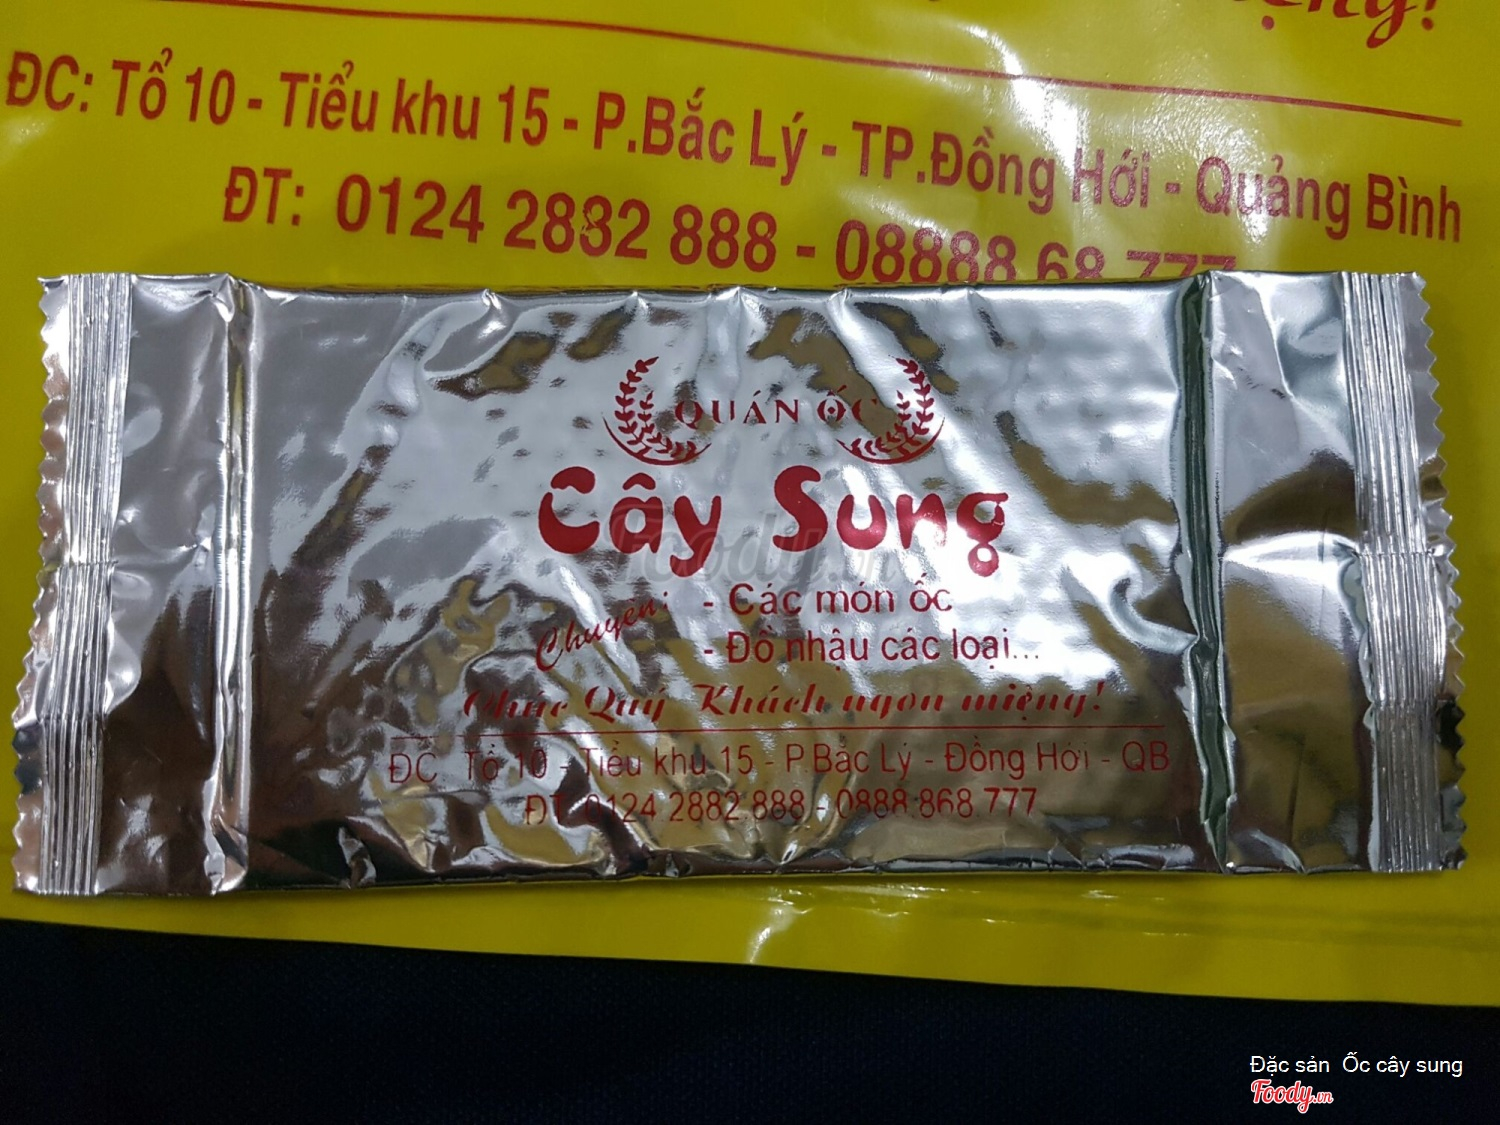 miệng!
ĐC: Tổ 10 - Tiểu khu 15 - P.Bắc Lý - TP.Đồng Hới - Quảng Bình
ĐT: 0124 2882 888 - 08888 68 777
QUÁN ỐC
Cây Sung
Chuyên: - Các món ốc
- Đồ nhậu các loại...
Chúc Quý Khách ngon miệng!
ĐC Tổ 10 - Tiểu khu 15 - P Bắc Lý - Đồng Hới - QB
ĐT 0124 2882 888 - 0888 868 777
Foody.vn
Đặc sản Ốc cây sung
Foody.vn